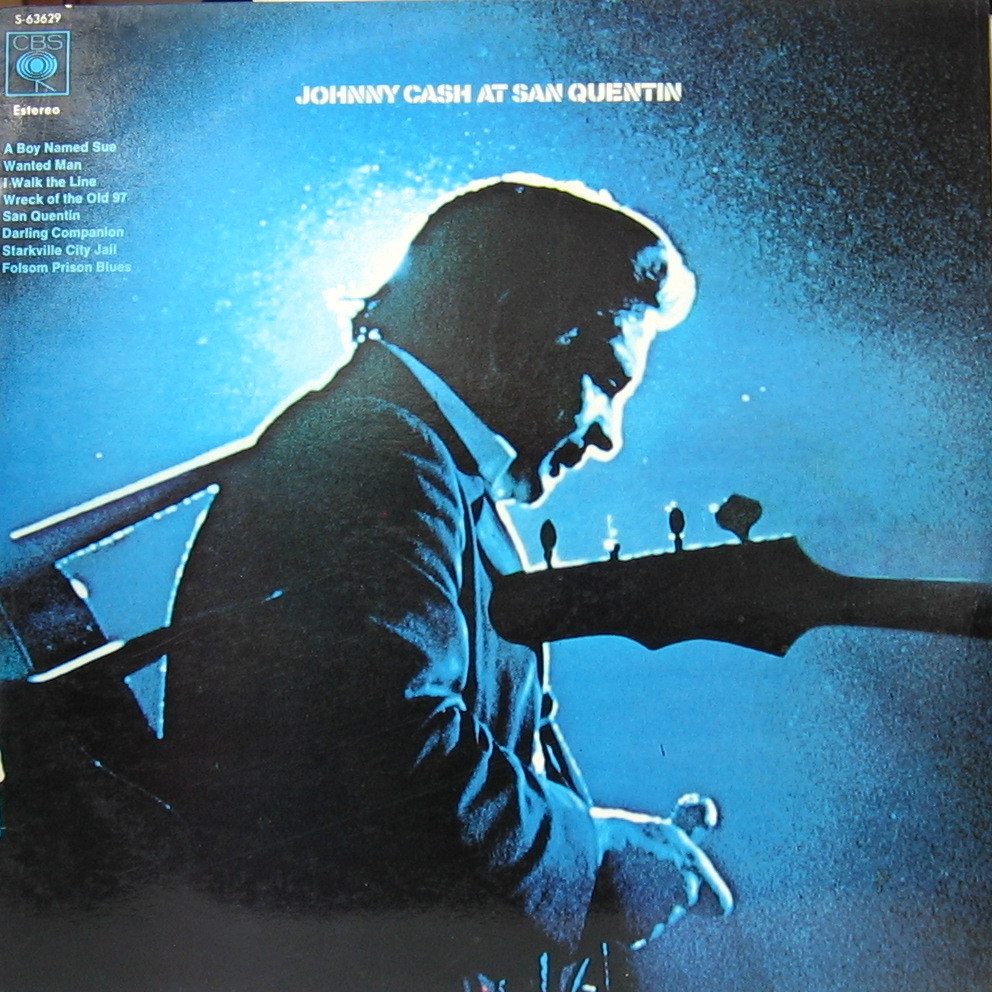 S-63629
CBS
Estereo
JOHNNY CASH AT SAN QUENTIN
A Boy Named Sue
Wanted Man
I Walk the Line
Wreck of the Old 97
San Quentin
Darling Companion
Starkville City Jail
Folsom Prison Blues